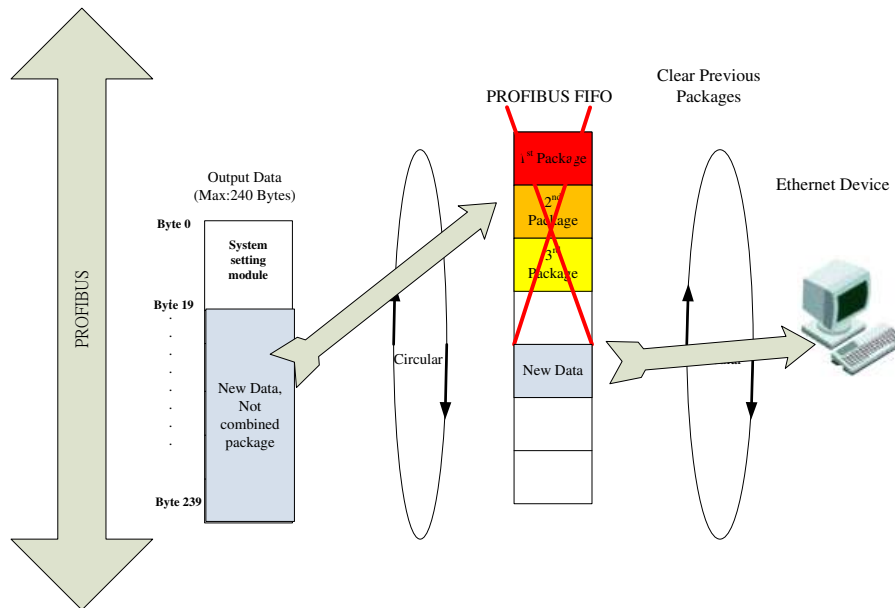 PROFIBUS
Output Data
(Max:240 Bytes)
Byte 0
System
setting
module
Byte 19
New Data,
Not
combined
package
Byte 239
Circular
PROFIBUS FIFO
1st Package
2nd
Package
3rd
Package
New Data
Clear Previous
Packages
Ethernet Device